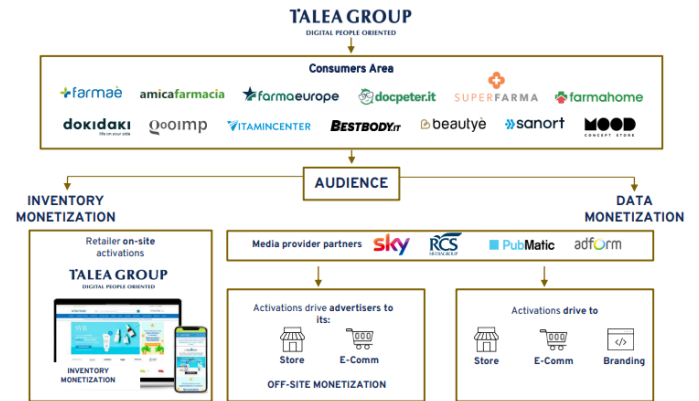 TALEA GROUP
DIGITAL PEOPLE ORIENTED
Consumers Area
farmaè amicafarmacia farmaeurope docpeter.it SUPERFARMA farmahome
dokidaki qooimp VITAMINCENTER BESTBODY.IT beautyè sanort MOOD
life on your side
CONCEPT STORE
AUDIENCE
INVENTORY
MONETIZATION
DATA
MONETIZATION
Retailer on-site
activations
TALEA GROUP
DIGITAL PEOPLE ORIENTED
INVENTORY
MONETIZATION
Media provider partners sky RCS PubMatic adform
MEDIAGROUP
Activations drive advertisers to
its:
Store E-Comm
OFF-SITE MONETIZATION
Activations drive to
Store E-Comm Branding